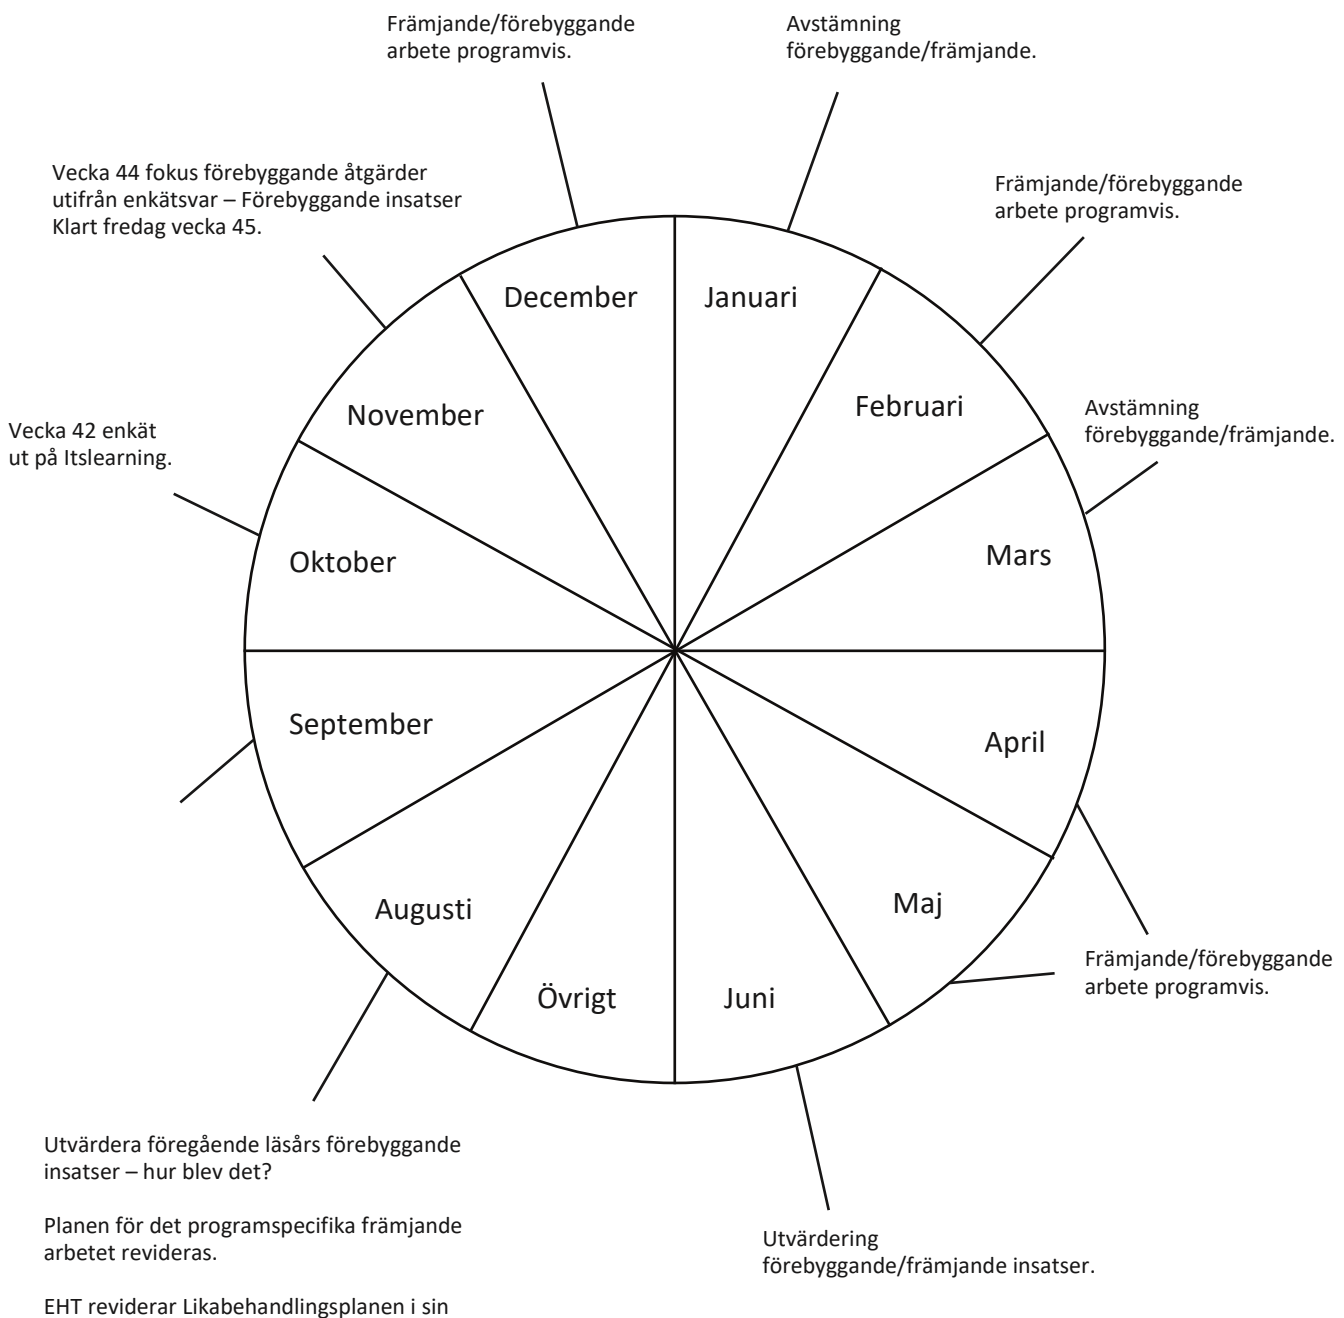 Främjande/förebyggande
arbete programvis.
Avstämning
förebyggande/främjande.
Vecka 44 fokus förebyggande åtgärder
utifrån enkätsvar – Förebyggande insatser
Klart fredag vecka 45.
Främjande/förebyggande
arbete programvis.
December
Januari
November
Februari
Avstämning
förebyggande/främjande.
Vecka 42 enkät
ut på Itslearning.
Oktober
Mars
September
April
Augusti
Maj
Främjande/förebyggande
arbete programvis.
Övrigt
Juni
Utvärdera föregående läsårs förebyggande
insatser – hur blev det?
Planen för det programspecifika främjande
arbetet revideras.
EHT reviderar Likabehandlingsplanen i sin
Utvärdering
förebyggande/främjande insatser.